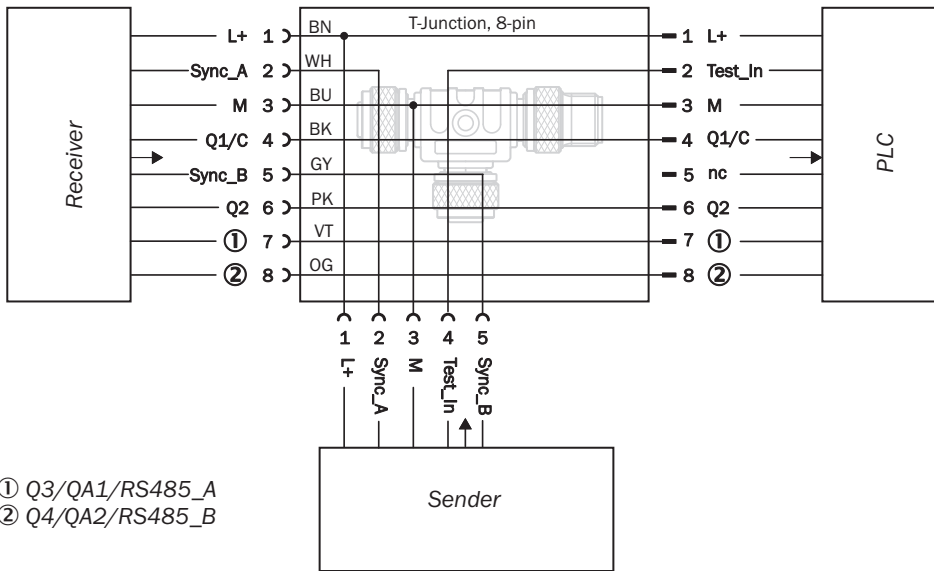 T-Junction, 8-pin
L+ 1 BN 1 L+
Sync_A 2 WH 2 Test_In
M 3 BU 3 M
Q1/C 4 BK 4 Q1/C
Sync_B 5 GY 5 nc
Q2 6 PK 6 Q2
① 7 VT 7 ①
② 8 OG 8 ②
Receiver
PLC
1 2 3 4 5
L+ Sync_A M Test_In Sync_B
Sender
① Q3/QA1/RS485_A
② Q4/QA2/RS485_B